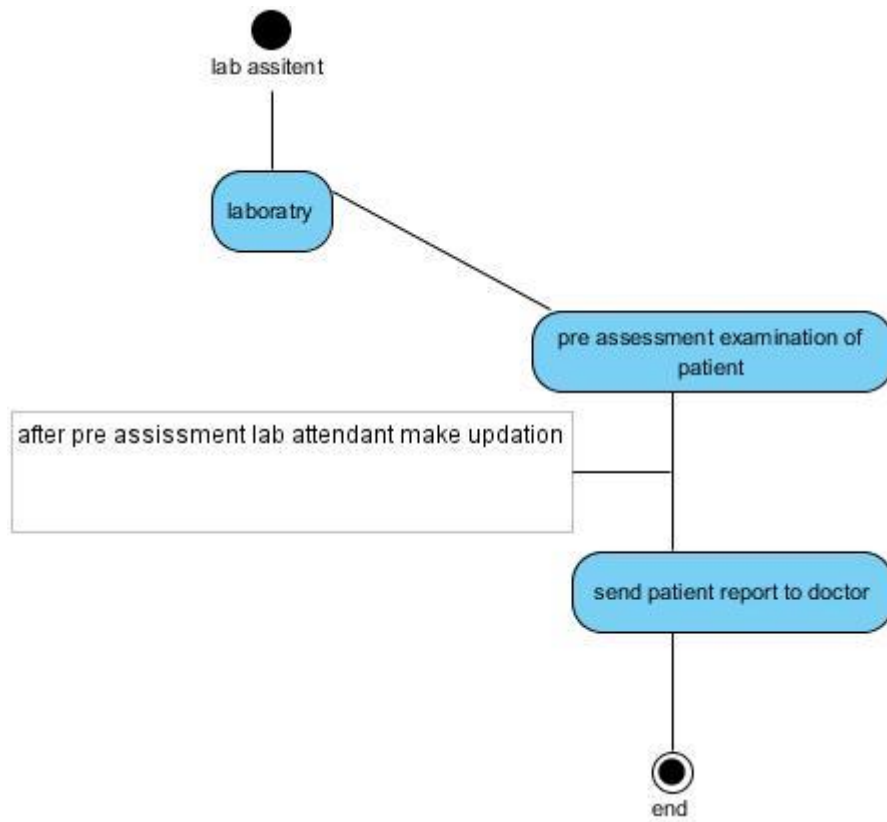 lab assitent
laboratry
pre assessment examination of
patient
after pre assissment lab attendant make updation
send patient report to doctor
end